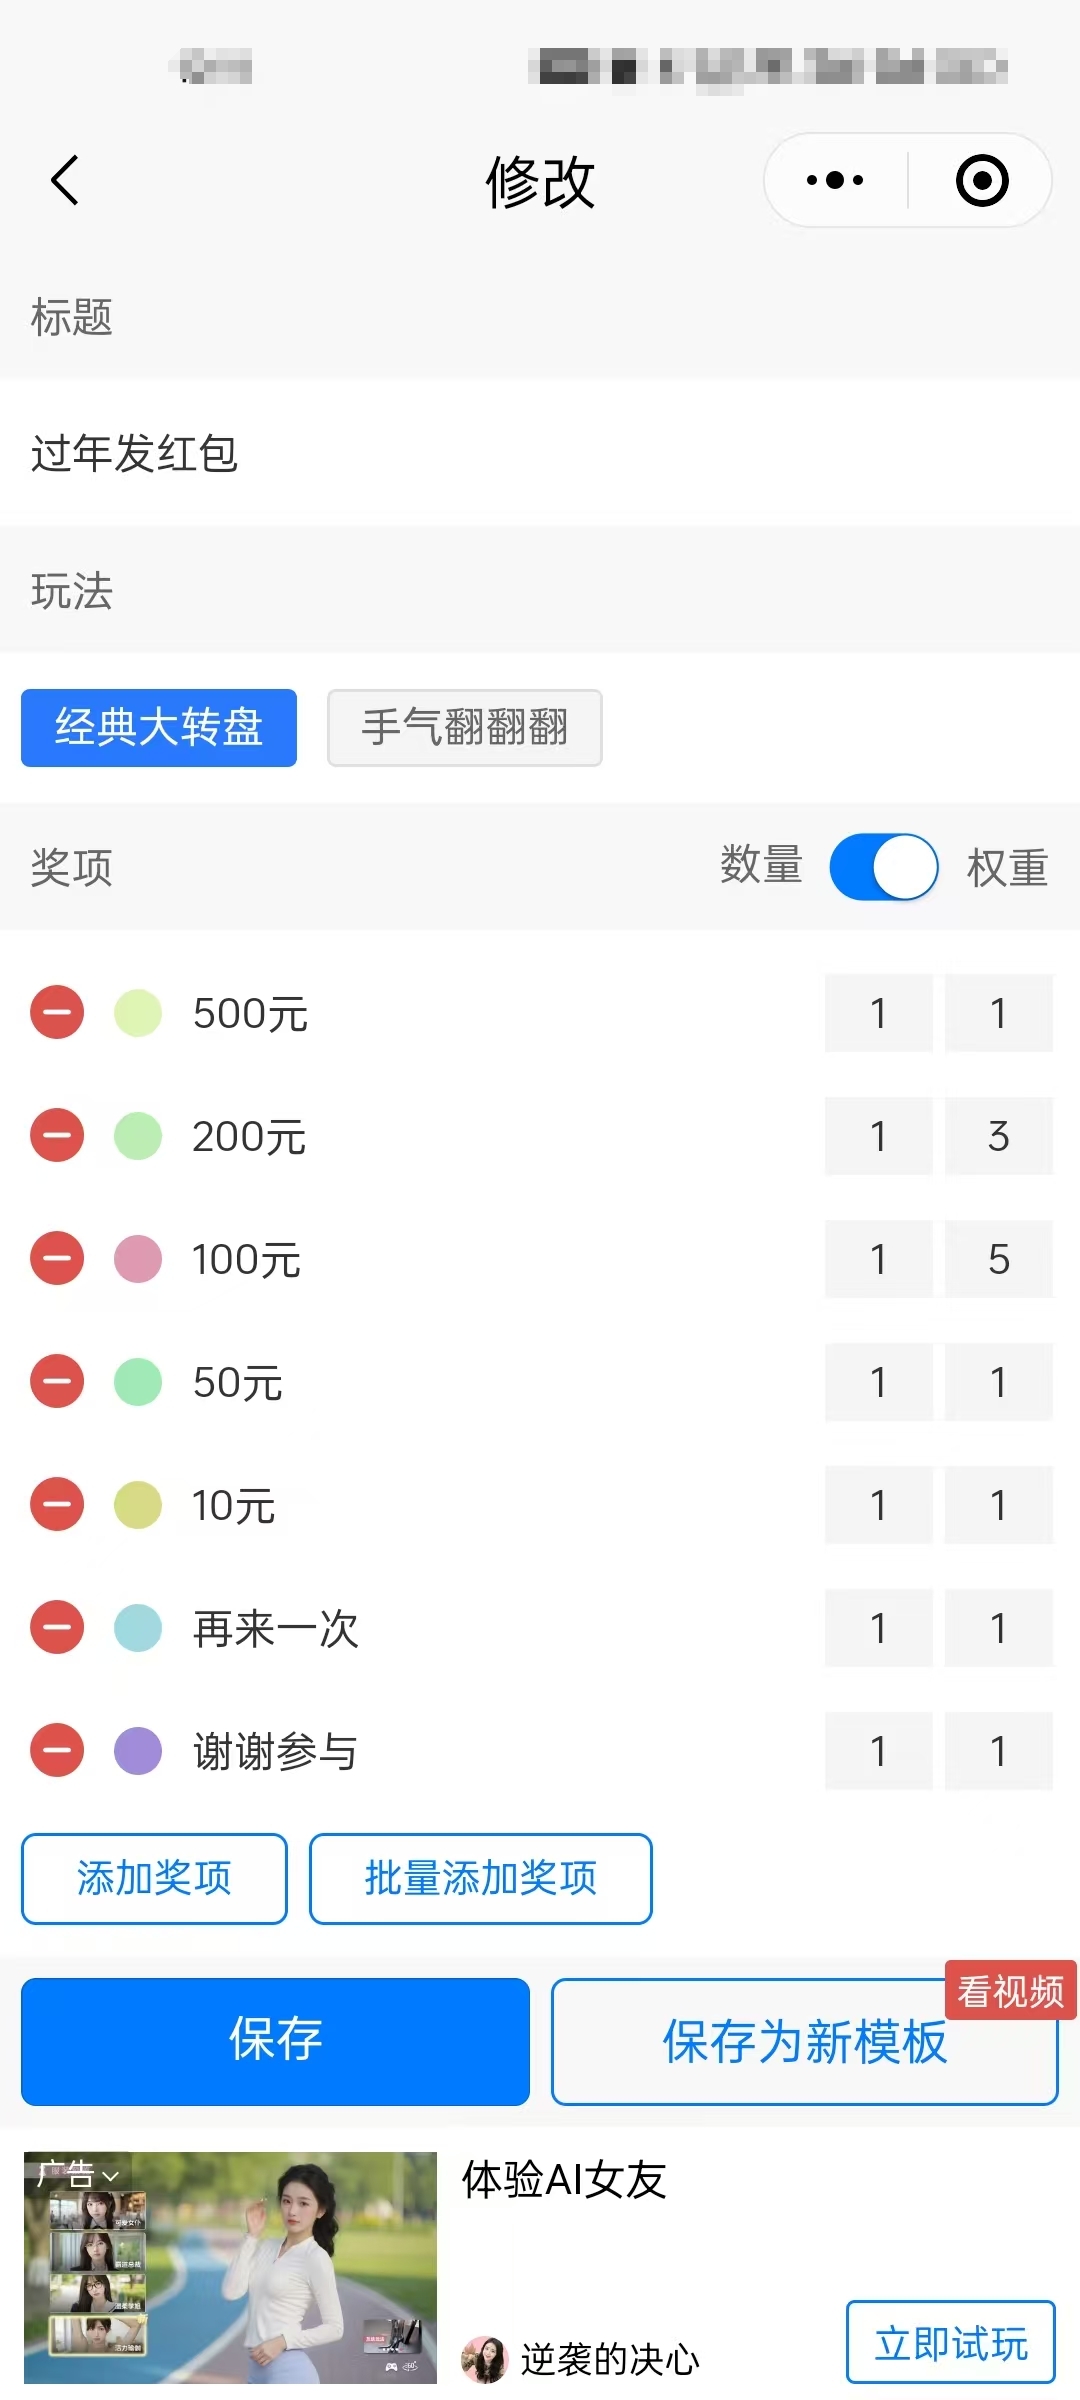 修改
标题
过年发红包
玩法
经典大转盘 手气翻翻翻
奖项 数量 权重
500元 1 1
200元 1 3
100元 1 5
50元 1 1
10元 1 1
再来一次 1 1
谢谢参与 1 1
添加奖项 批量添加奖项
看视频
保存 保存为新模板
广告
体验AI女友
逆袭的决心
立即试玩